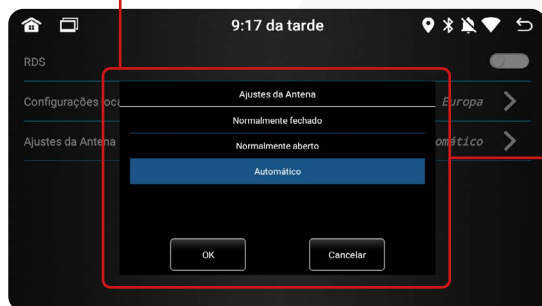 9:17 da tarde
RDS
Configurações loca
Europa
Ajustes da Antena
omático
Ajustes da Antena
Normalmente fechado
Normalmente aberto
Automático
OK
Cancelar